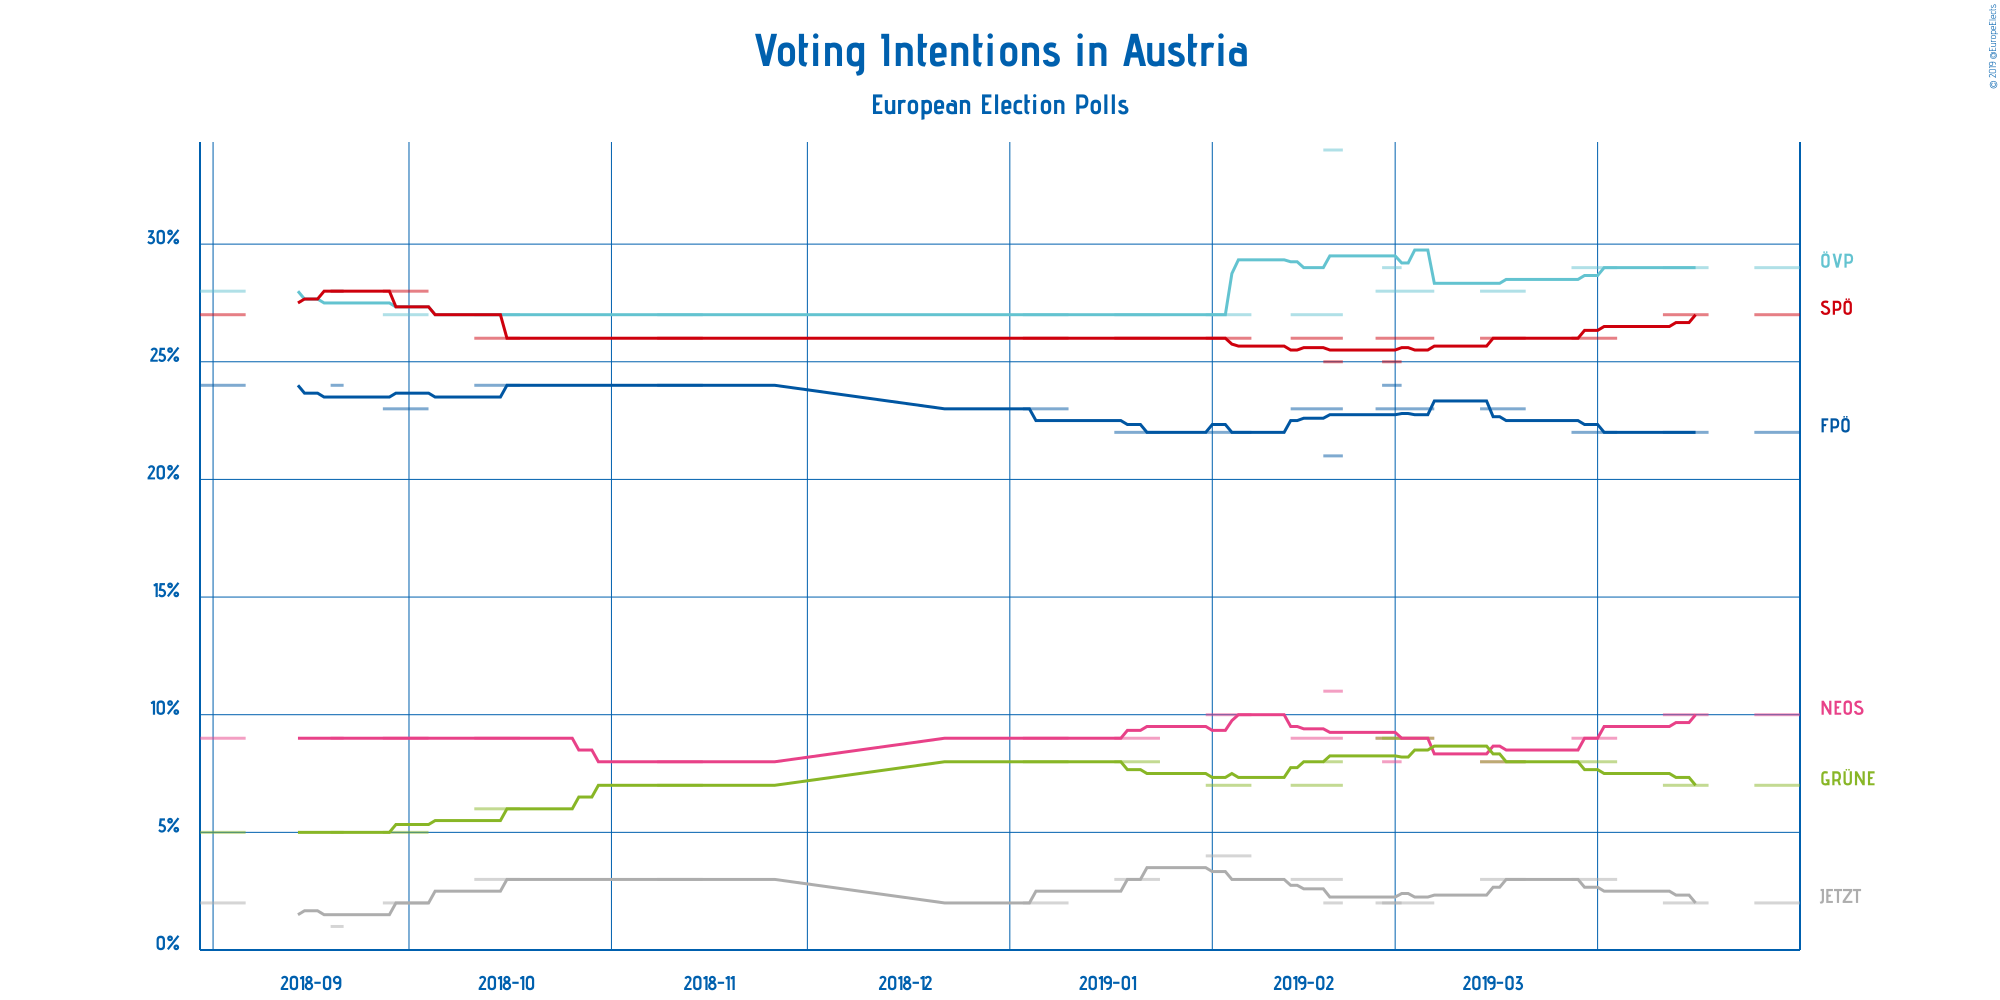 Voting Intentions in Austria
European Election Polls
© 2019 @EuropeElects
30%
25%
20%
15%
10%
5%
0%
ÖVP
SPÖ
FPÖ
NEOS
GRÜNE
JETZT
2018-09 2018-10 2018-11 2018-12 2019-01 2019-02 2019-03